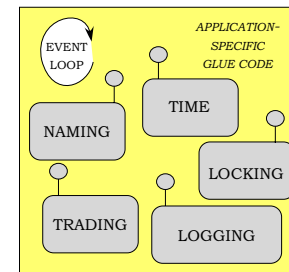 EVENT
LOOP
APPLICATION-
SPECIFIC
GLUE CODE
TIME
NAMING
LOCKING
TRADING
LOGGING